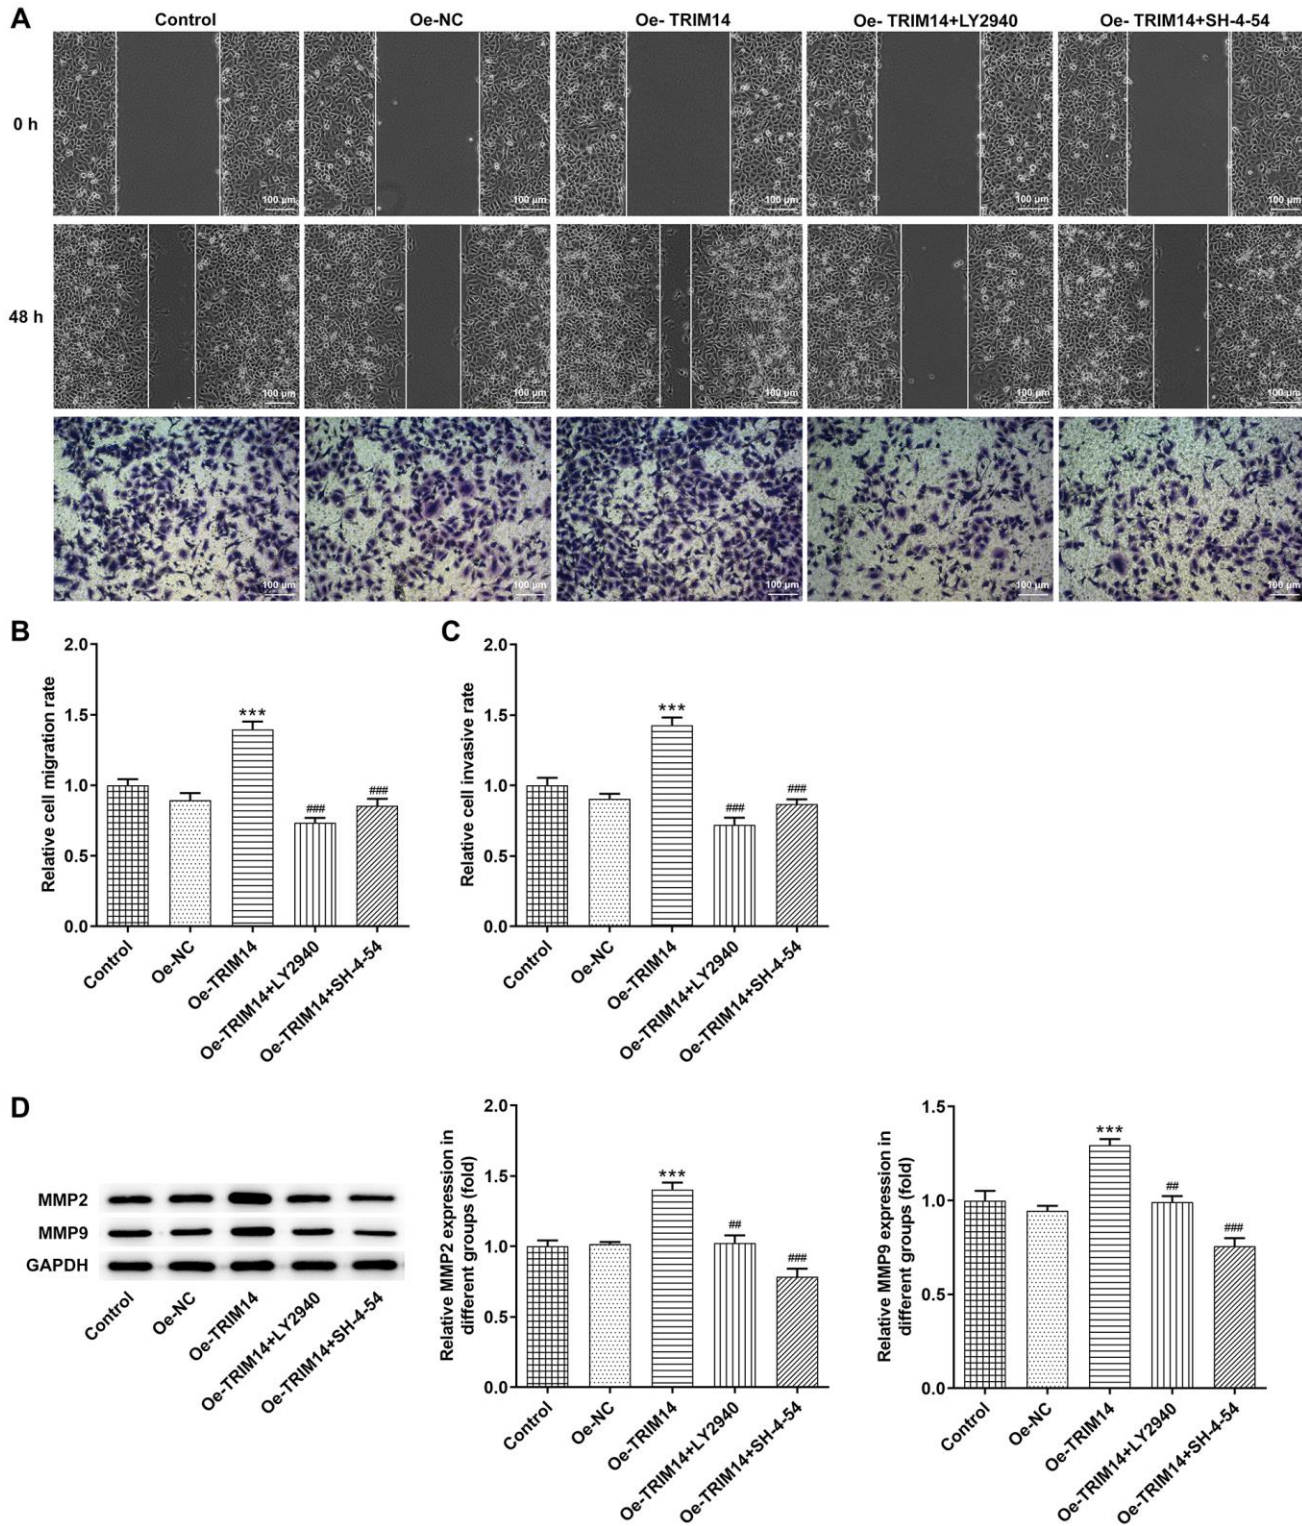 A
Control
Oe-NC
Oe- TRIM14
Oe- TRIM14+LY2940
Oe- TRIM14+SH-4-54
0 h
100 μm
100 μm
100 μm
100 μm
100 μm
48 h
100 μm
100 μm
100 μm
100 μm
100 μm
100 μm
100 μm
100 μm
100 μm
100 μm
B
Relative cell migration rate
2.0
1.5
1.0
0.5
0.0
***
###
###
Control
Oe-NC
Oe-TRIM14
Oe-TRIM14+LY2940
Oe-TRIM14+SH-4-54
C
Relative cell invasive rate
2.0
1.5
1.0
0.5
0.0
***
###
###
Control
Oe-NC
Oe-TRIM14
Oe-TRIM14+LY2940
Oe-TRIM14+SH-4-54
D
MMP2
MMP9
GAPDH
Control
Oe-NC
Oe-TRIM14
Oe-TRIM14+LY2940
Oe-TRIM14+SH-4-54
Relative MMP2 expression in
different groups (fold)
2.0
1.5
1.0
0.5
0.0
***
##
###
Control
Oe-NC
Oe-TRIM14
Oe-TRIM14+LY2940
Oe-TRIM14+SH-4-54
Relative MMP9 expression in
different groups (fold)
1.5
1.0
0.5
0.0
***
##
###
Control
Oe-NC
Oe-TRIM14
Oe-TRIM14+LY2940
Oe-TRIM14+SH-4-54